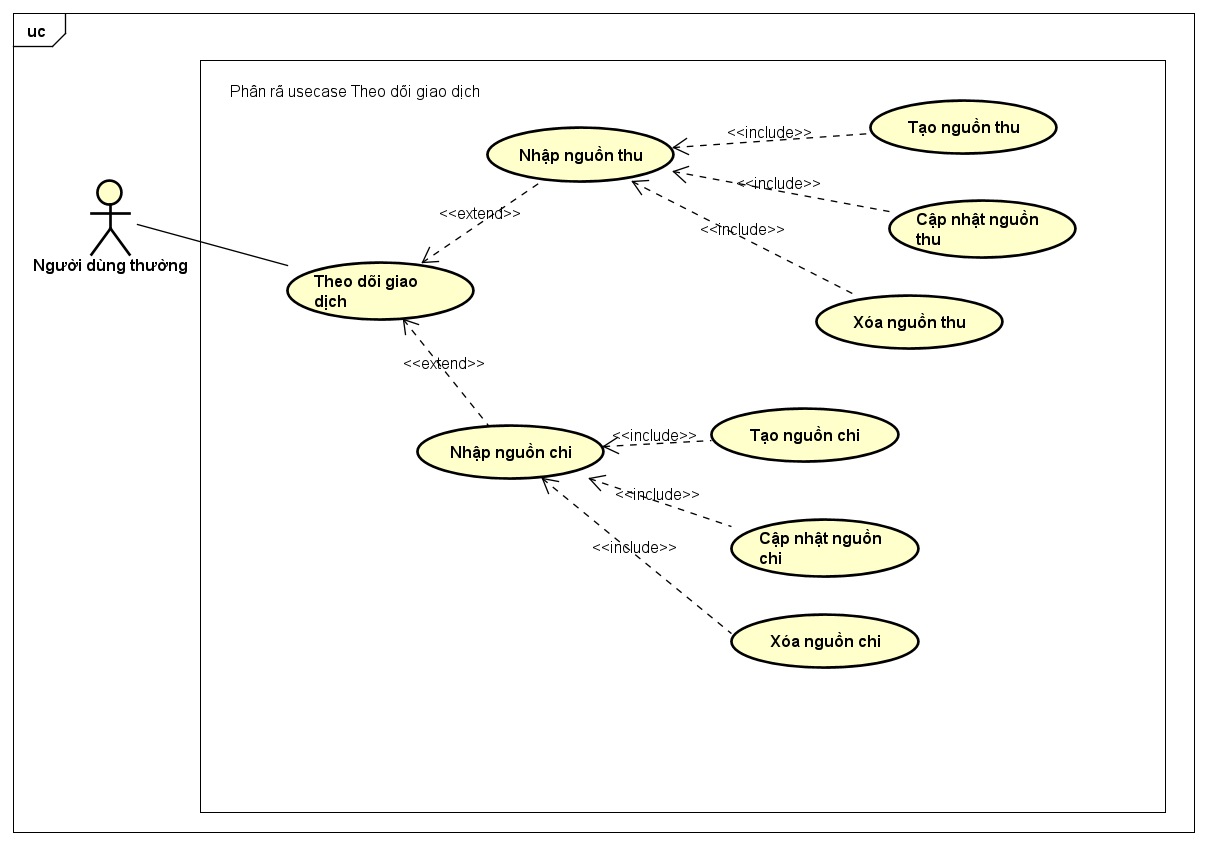 uc
Phân rã usecase Theo dõi giao dịch
Người dùng thường
Theo dõi giao
dịch
Nhập nguồn thu
<<include>>
Tạo nguồn thu
<<include>>
Cập nhật nguồn
thu
<<include>>
Xóa nguồn thu
<<extend>>
<<extend>>
Nhập nguồn chi
<<include>>
Tạo nguồn chi
<<include>>
Cập nhật nguồn
chi
<<include>>
Xóa nguồn chi